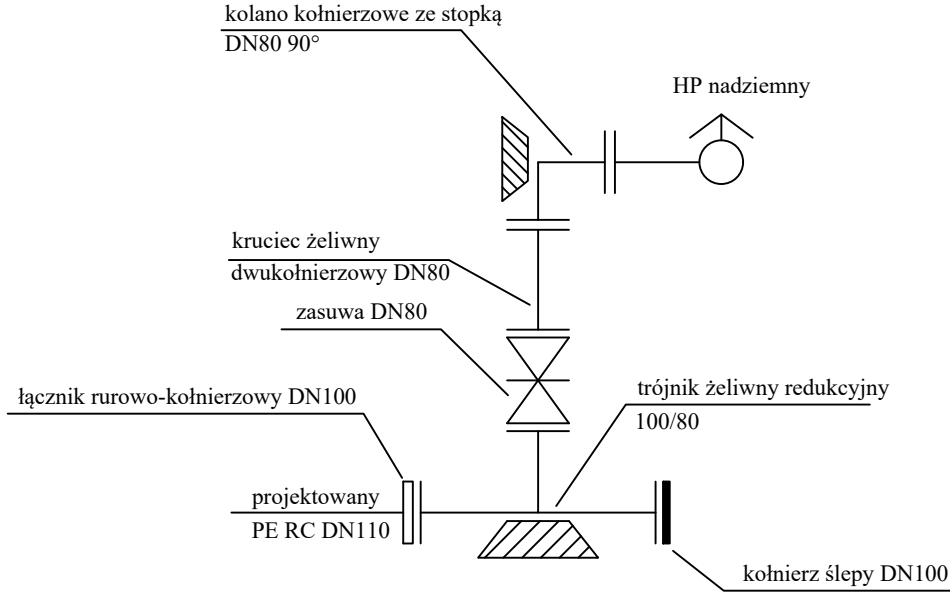 kolano kołnierzowe ze stopką
DN80 90°
HP nadziemny
kruciec żeliwny
dwukołnierzowy DN80
zasuwa DN80
łącznik rurowo-kołnierzowy DN100
trójnik żeliwny redukcyjny
100/80
projektowany
PE RC DN110
kołnierz ślepy DN100